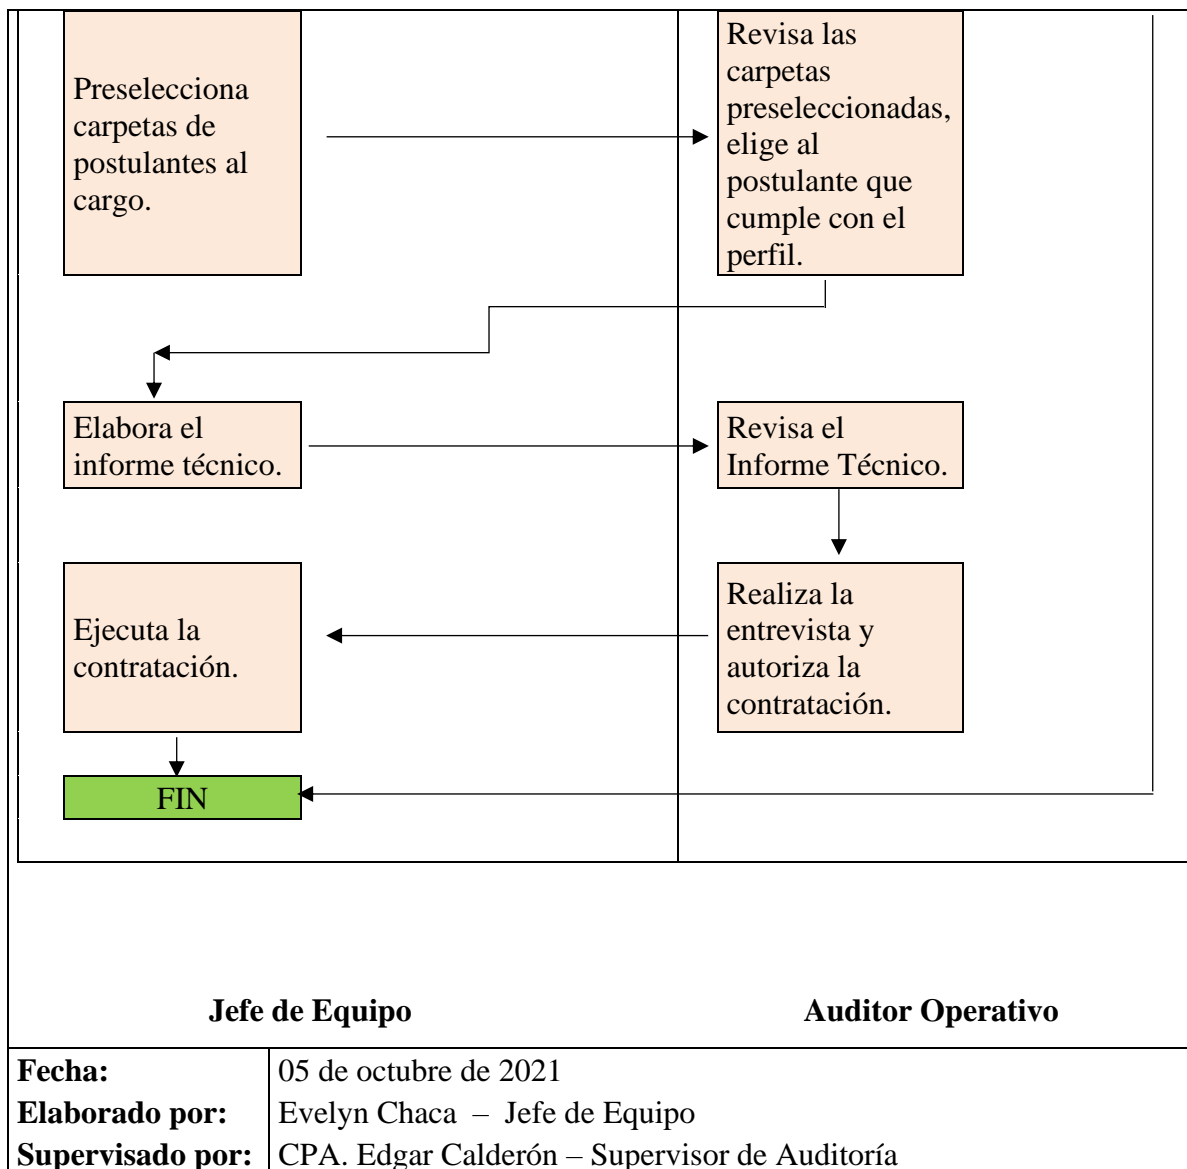 Preselecciona
carpetas de
postulantes al
cargo.
Revisa las
carpetas
preseleccionadas,
elige al
postulante que
cumple con el
perfil.
Elabora el
informe técnico.
Revisa el
Informe Técnico.
Realiza la
entrevista y
autoriza la
contratación.
Ejecuta la
contratación.
FIN
Jefe de Equipo
Auditor Operativo
Fecha: 05 de octubre de 2021
Elaborado por: Evelyn Chaca – Jefe de Equipo
Supervisado por: CPA. Edgar Calderón – Supervisor de Auditoría